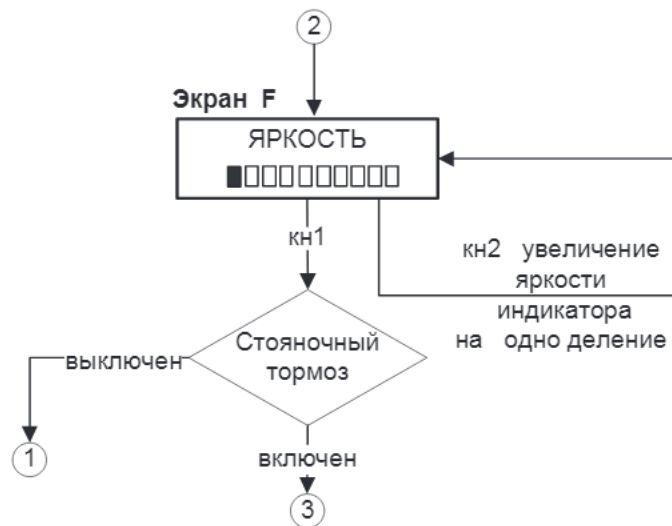 2
Экран F
ЯРКОСТЬ
кн1
кн2 увеличение
яркости
индикатора
на одно деление
Стояночный
тормоз
выключен
включен
1
3